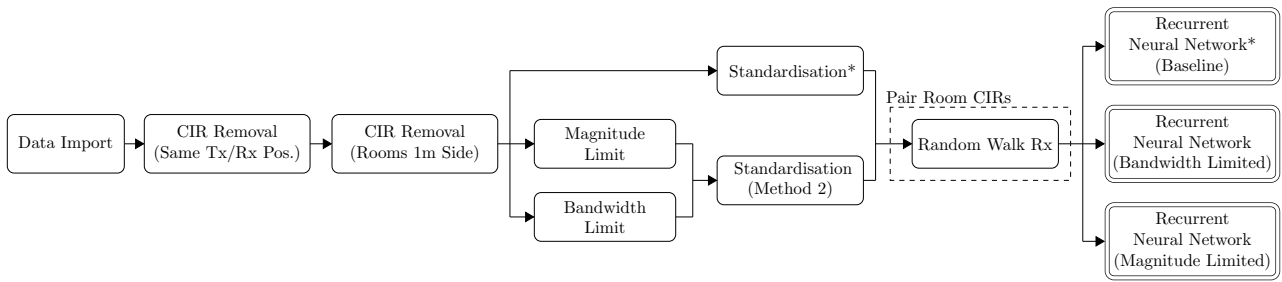 Data Import
CIR Removal
(Same Tx/Rx Pos.)
CIR Removal
(Rooms 1m Side)
Magnitude
Limit
Bandwidth
Limit
Standardisation*
Standardisation
(Method 2)
Pair Room CIRs
Random Walk Rx
Recurrent
Neural Network*
(Baseline)
Recurrent
Neural Network
(Bandwidth Limited)
Recurrent
Neural Network
(Magnitude Limited)